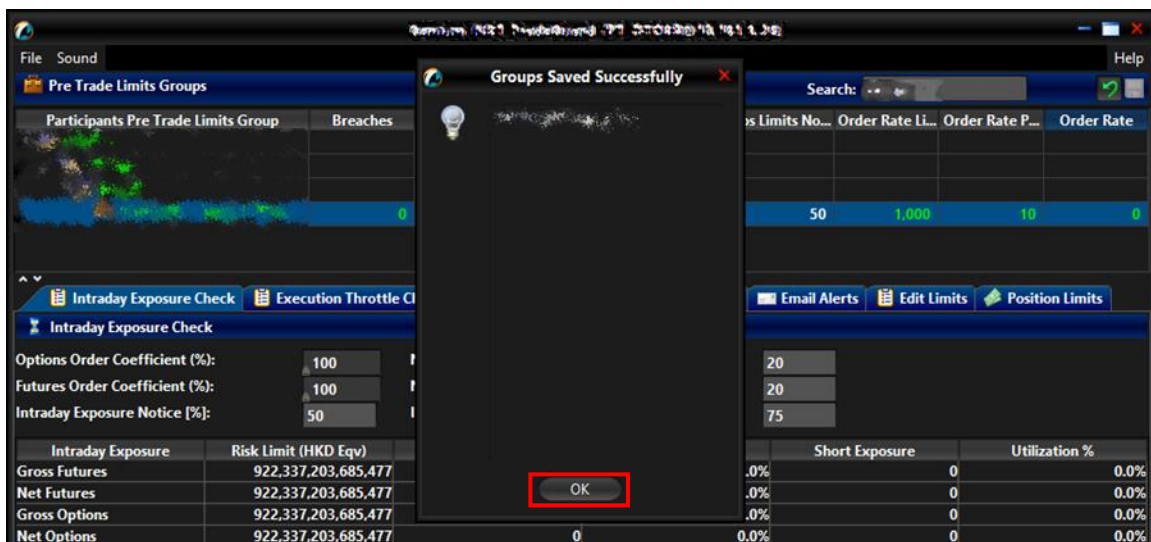 File Sound Help
Pre Trade Limits Groups Search:
Participants Pre Trade Limits Group Breaches s Limits No... Order Rate Li... Order Rate P... Order Rate
0 50 1,000 10 0
Groups Saved Successfully
Intraday Exposure Check Execution Throttle Email Alerts Edit Limits Position Limits
Intraday Exposure Check
Options Order Coefficient (%): 100 20
Futures Order Coefficient (%): 100 20
Intraday Exposure Notice [%]: 50 75
Intraday Exposure Risk Limit (HKD Eqv) Short Exposure Utilization %
Gross Futures 922,337,203,685,477 .0% 0 0.0%
Net Futures 922,337,203,685,477 .0% 0 0.0%
Gross Options 922,337,203,685,477 .0% 0 0.0%
Net Options 922,337,203,685,477 0 0.0% 0 0.0%
OK